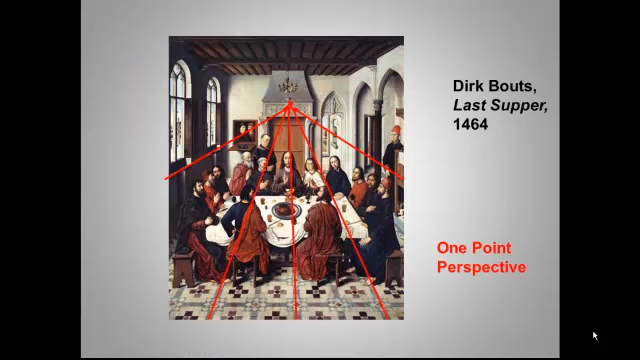 Dirk Bouts,
Last Supper,
1464
One Point
Perspective